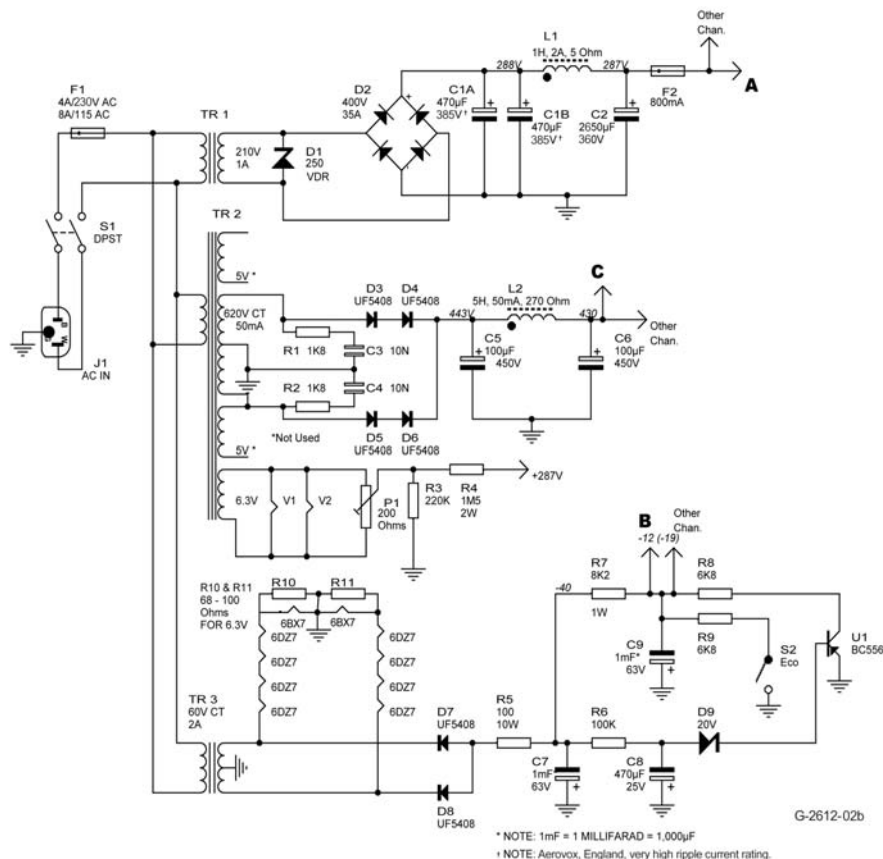 Other
Chan.
L1
1H, 2A, 5 Ohm
288V
287V
A
F1
4A/230V AC
8A/115 AC
TR 1
D2
400V
35A
C1A
470µF
385V†
C1B
470µF
385V†
C2
2650µF
360V
F2
800mA
210V
1A
D1
250
VDR
+
-
S1
DPST
TR 2
5V *
D3
UF5408
D4
UF5408
C
L2
5H, 50mA, 270 Ohm
443V
430
Other
Chan.
620V CT
50mA
R1 1K8
C3 10N
C5
100µF
450V
C6
100µF
450V
B
W
G
J1
AC IN
R2 1K8
C4 10N
*Not Used
5V *
D5
UF5408
D6
UF5408
6.3V
V1
V2
P1
200
Ohms
R3
220K
R4
1M5
2W
+287V
B
-12 (-19)
Other
Chan.
R10 & R11
68 - 100
Ohms
FOR 6.3V
R10
R11
6BX7
6BX7
-40
R7
8K2
1W
R8
6K8
R9
6K8
S2
Eco
U1
BC556
C9
1mF*
63V
6DZ7
6DZ7
6DZ7
6DZ7
6DZ7
6DZ7
6DZ7
6DZ7
TR 3
60V CT
2A
D7
UF5408
R5
100
10W
R6
100K
D9
20V
C7
1mF
63V
C8
470µF
25V
D8
UF5408
G-2612-02b
* NOTE: 1mF = 1 MILLIFARAD = 1,000µF
† NOTE: Aerovox, England, very high ripple current rating.